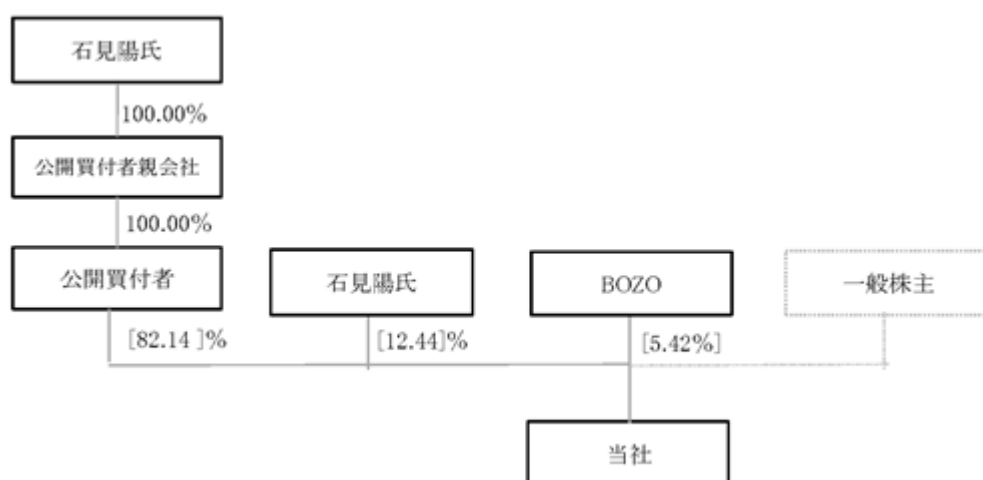 石見陽氏
100.00%
公開買付者親会社
100.00%
公開買付者
石見陽氏
BOZO
一般株主
[82.14 ]%
[12.44]%
[5.42%]
当社